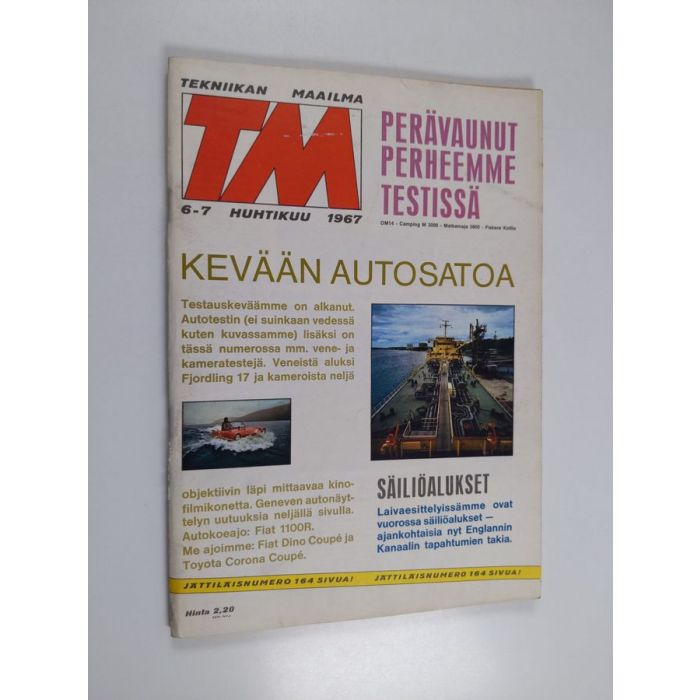 TEKNIIKAN MAAILMA
TM
6-7 HUHTIKUU 1967
PERÄVAUNUT
PERHEEMME
TESTISSÄ
KEVÄÄN AUTOSATOA
Testauskeväämme on alkanut.
Autotestin (ei suinkaan vedessä
kuten kuvassamme) lisäksi on
tässä numerossa mm. vene- ja
kameratestejä. Veneistä aluksi
Fjordling 17 ja kameroista neljä
objektiivin läpi mittaavaa kino-
filmikonetta. Geneven autonäyt-
telyn uutuuksia neljällä sivulla.
Autokoeajo: Fiat 1100R.
Me ajoimme: Fiat Dino Coupé ja
Toyota Corona Coupé.
SÄILIÖALUKSET
Laivaesittelyissämme ovat
vuorossa säiliöalukset —
ajankohtaisia nyt Englannin
Kanaalin tapahtumien takia.
JÄTTILÄISNUMERO 164 SIVUA! JÄTTILÄISNUMERO 164 SIVUA!
Hinta 2,20